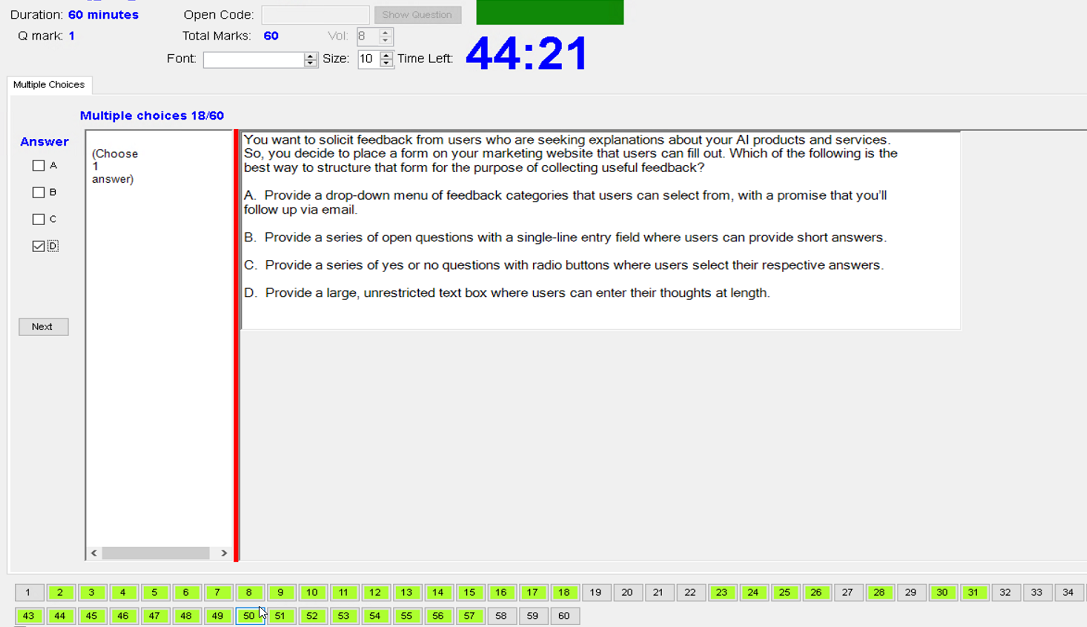 Duration: 60 minutes
Open Code:
Show Question
Q mark: 1
Total Marks: 60
Vol: 8
Font:
Size: 10
Time Left: 44:21
Multiple Choices
Multiple choices 18/60
Answer
A
B
C
D
Next
(Choose
1
answer)
You want to solicit feedback from users who are seeking explanations about your AI products and services.
So, you decide to place a form on your marketing website that users can fill out. Which of the following is the
best way to structure that form for the purpose of collecting useful feedback?
A. Provide a drop-down menu of feedback categories that users can select from, with a promise that you'll
follow up via email.
B. Provide a series of open questions with a single-line entry field where users can provide short answers.
C. Provide a series of yes or no questions with radio buttons where users select their respective answers.
D. Provide a large, unrestricted text box where users can enter their thoughts at length.
1 2 3 4 5 6 7 8 9 10 11 12 13 14 15 16 17 18 19 20 21 22 23 24 25 26 27 28 29 30 31 32 33 34
43 44 45 46 47 48 49 50 51 52 53 54 55 56 57 58 59 60